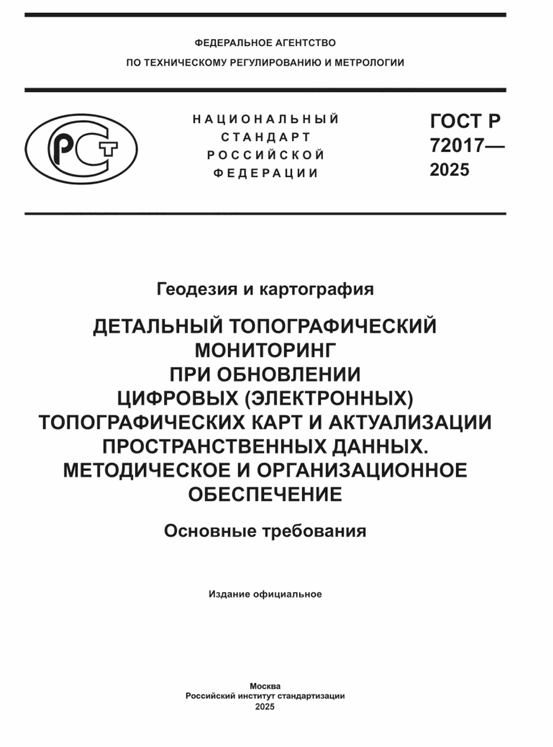 ФЕДЕРАЛЬНОЕ АГЕНТСТВО
ПО ТЕХНИЧЕСКОМУ РЕГУЛИРОВАНИЮ И МЕТРОЛОГИИ
РСТ
НАЦИОНАЛЬНЫЙ
СТАНДАРТ
РОССИЙСКОЙ
ФЕДЕРАЦИИ
ГОСТ Р
72017—
2025
Геодезия и картография
ДЕТАЛЬНЫЙ ТОПОГРАФИЧЕСКИЙ
МОНИТОРИНГ
ПРИ ОБНОВЛЕНИИ
ЦИФРОВЫХ (ЭЛЕКТРОННЫХ)
ТОПОГРАФИЧЕСКИХ КАРТ И АКТУАЛИЗАЦИИ
ПРОСТРАНСТВЕННЫХ ДАННЫХ.
МЕТОДИЧЕСКОЕ И ОРГАНИЗАЦИОННОЕ
ОБЕСПЕЧЕНИЕ
Основные требования
Издание официальное
Москва
Российский институт стандартизации
2025